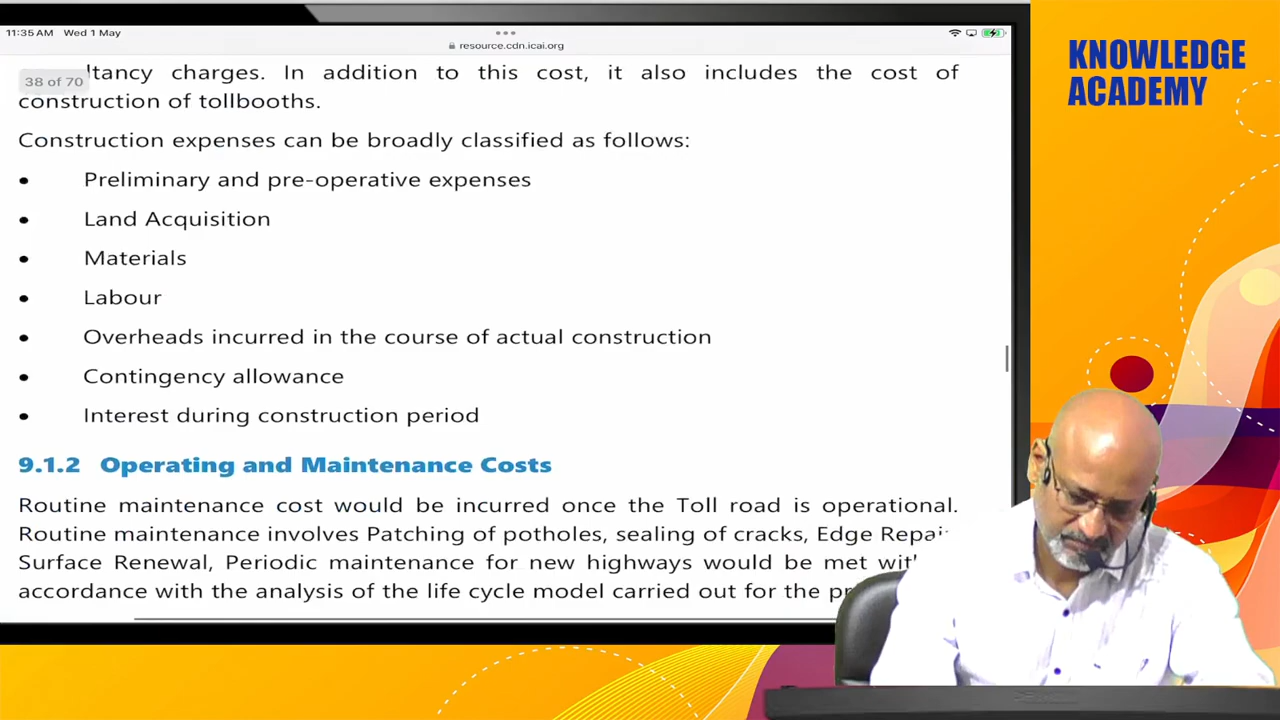 11:35 AM Wed 1 May
resource.cdn.icai.org
KNOWLEDGE
ACADEMY
38 of 70
ltancy charges. In addition to this cost, it also includes the cost of
construction of tollbooths.
Construction expenses can be broadly classified as follows:
• Preliminary and pre-operative expenses
• Land Acquisition
• Materials
• Labour
• Overheads incurred in the course of actual construction
• Contingency allowance
• Interest during construction period
9.1.2 Operating and Maintenance Costs
Routine maintenance cost would be incurred once the Toll road is operational.
Routine maintenance involves Patching of potholes, sealing of cracks, Edge Repair
Surface Renewal, Periodic maintenance for new highways would be met
accordance with the analysis of the life cycle model carried out for the